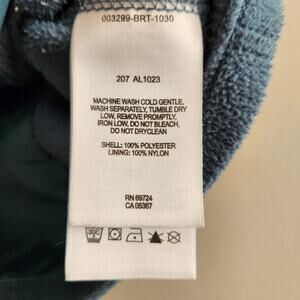 003299-BRT-1030
207 AL1023
MACHINE WASH COLD GENTLE,
WASH SEPARATELY, TUMBLE DRY
LOW, REMOVE PROMPTLY,
IRON LOW, DO NOT BLEACH,
DO NOT DRYCLEAN
SHELL: 100% POLYESTER
LINING: 100% NYLON
RN 69724
CA 05367
30C